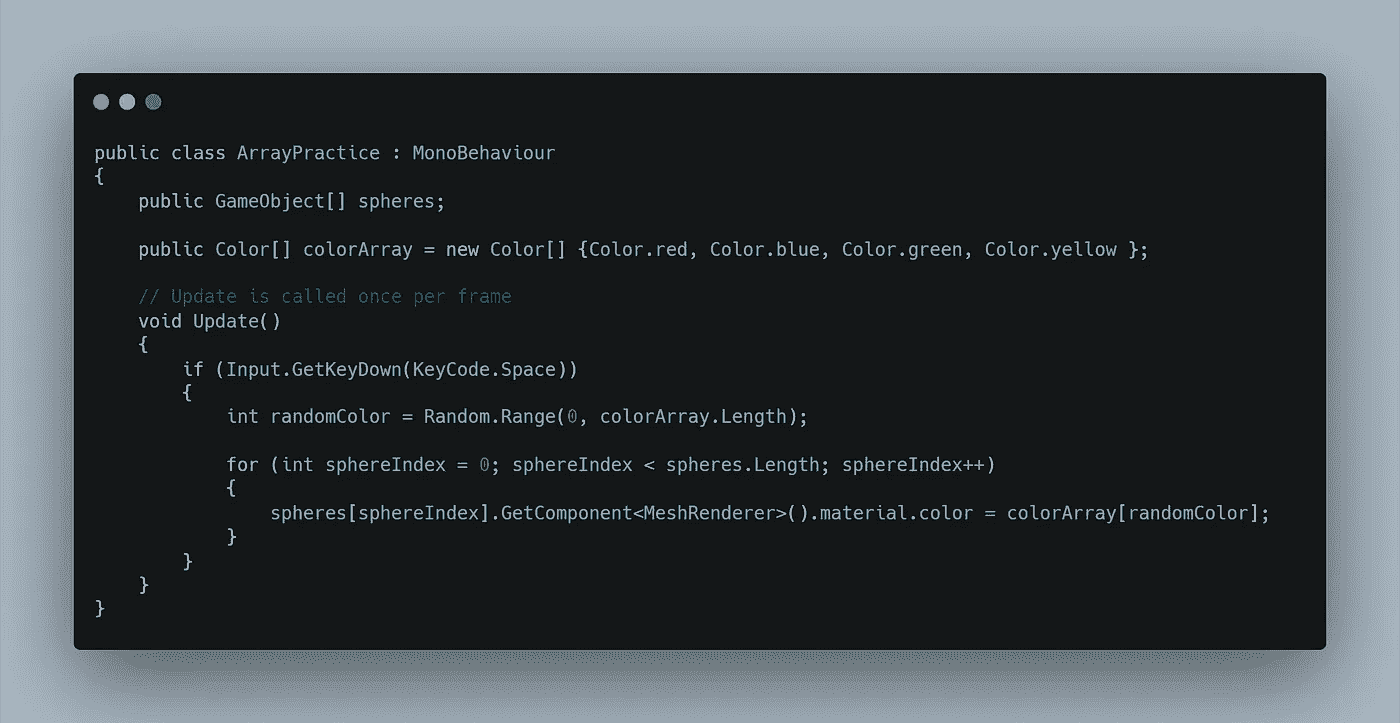 public class ArrayPractice : MonoBehaviour
{
    public GameObject[] spheres;

    public Color[] colorArray = new Color[] {Color.red, Color.blue, Color.green, Color.yellow };

    // Update is called once per frame
    void Update()
    {
        if (Input.GetKeyDown(KeyCode.Space))
        {
            int randomColor = Random.Range(0, colorArray.Length);

            for (int sphereIndex = 0; sphereIndex < spheres.Length; sphereIndex++)
            {
                spheres[sphereIndex].GetComponent<MeshRenderer>().material.color = colorArray[randomColor];
            }
        }
    }
}